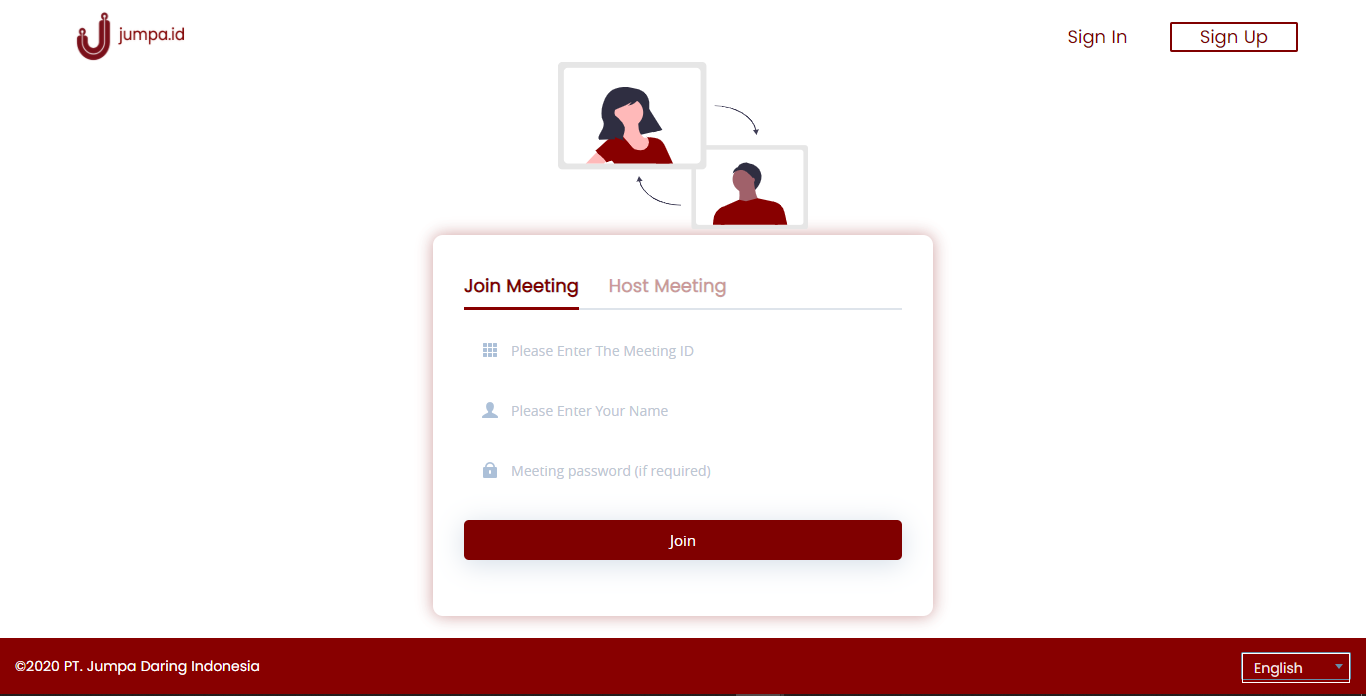 jumpa.id
Sign In
Sign Up
Join Meeting
Host Meeting
Please Enter The Meeting ID
Please Enter Your Name
Meeting password (if required)
Join
©2020 PT. Jumpa Daring Indonesia
English